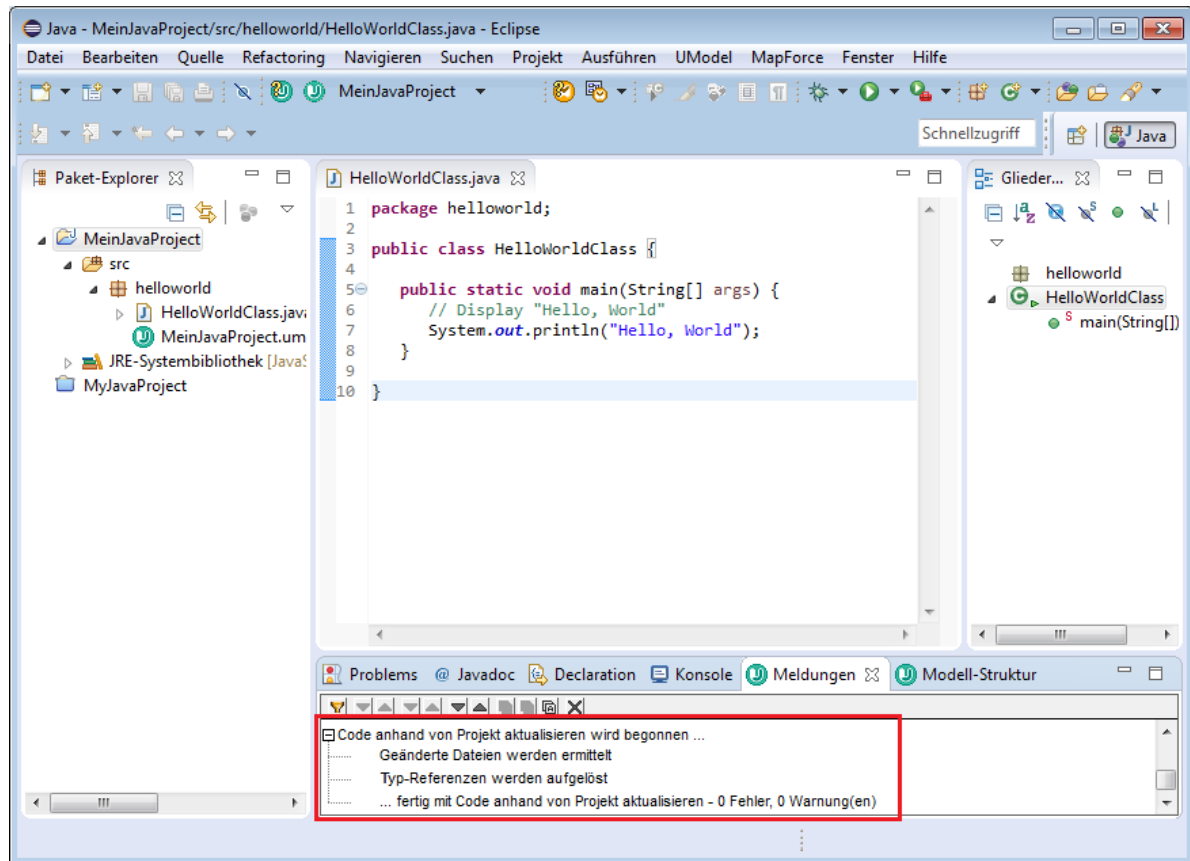 Java - MeinJavaProject/src/helloworld/HelloWorldClass.java - Eclipse
Datei Bearbeiten Quelle Refactoring Navigieren Suchen Projekt Ausführen UModel MapForce Fenster Hilfe
MeinJavaProject
Schnellzugriff Java
Paket-Explorer
MeinJavaProject
src
helloworld
HelloWorldClass.java
MeinJavaProject.um
JRE-Systembibliothek [JavaS
MyJavaProject
HelloWorldClass.java
1 package helloworld;
2
3 public class HelloWorldClass {
4
5 public static void main(String[] args) {
6 // Display "Hello, World"
7 System.out.println("Hello, World");
8 }
9
10 }
Glieder...
helloworld
HelloWorldClass
S main(String[])
Problems @ Javadoc Declaration Konsole Meldungen Modell-Struktur
Code anhand von Projekt aktualisieren wird begonnen ...
Geänderte Dateien werden ermittelt
Typ-Referenzen werden aufgelöst
... fertig mit Code anhand von Projekt aktualisieren - 0 Fehler, 0 Warnung(en)